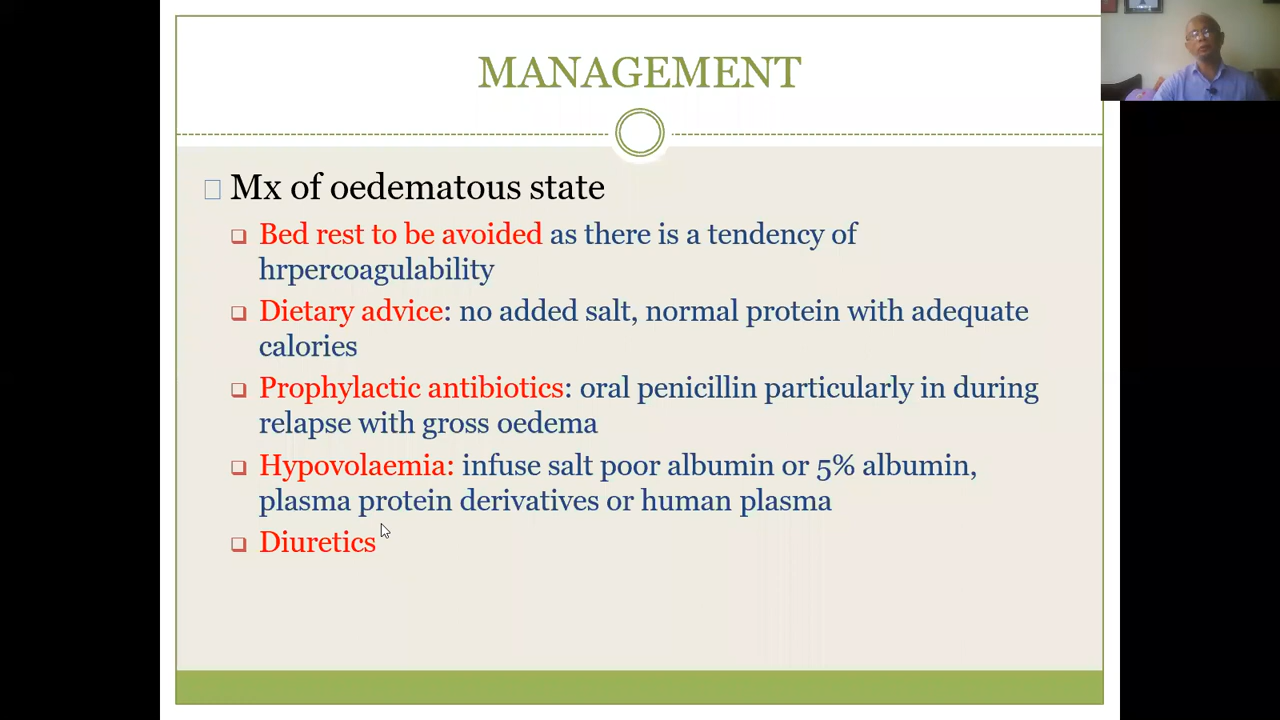 MANAGEMENT
Mx of oedematous state
Bed rest to be avoided as there is a tendency of
hrpercoagulability
Dietary advice: no added salt, normal protein with adequate
calories
Prophylactic antibiotics: oral penicillin particularly in during
relapse with gross oedema
Hypovolaemia: infuse salt poor albumin or 5% albumin,
plasma protein derivatives or human plasma
Diuretics